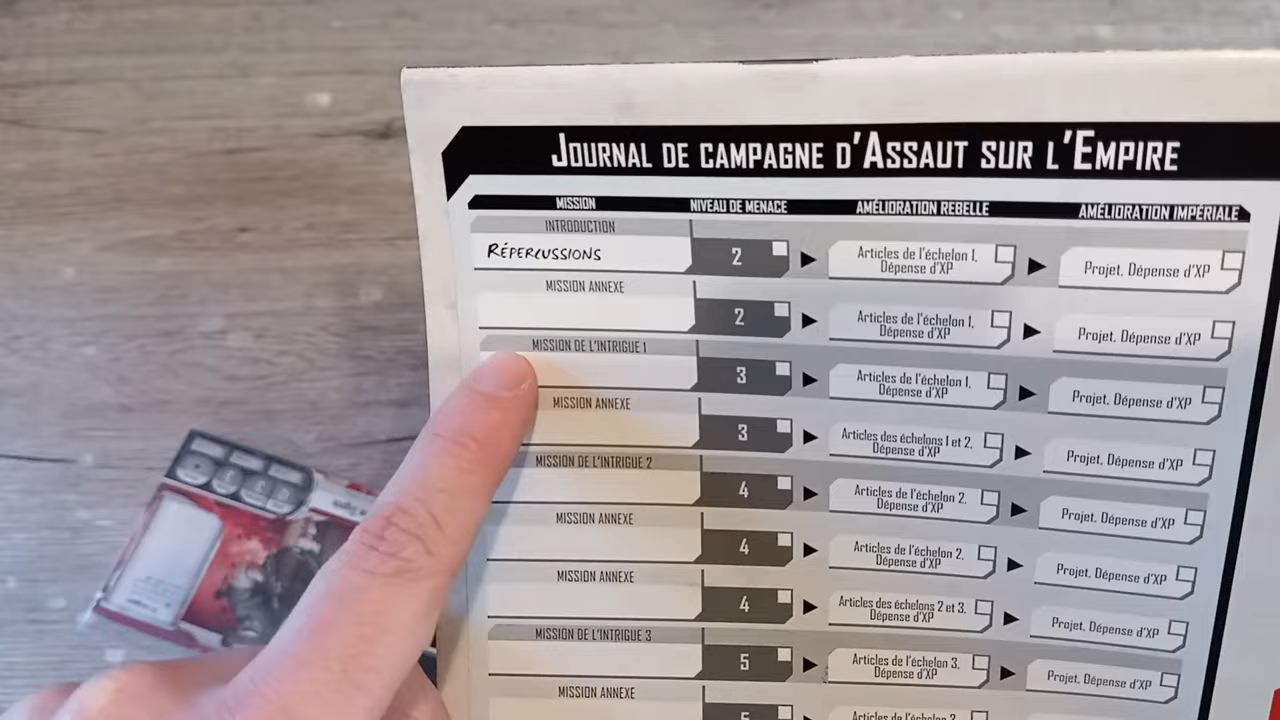 JOURNAL DE CAMPAGNE D'ASSAUT SUR L'EMPIRE
MISSION NIVEAU DE MENACE AMÉLIORATION REBELLE AMÉLIORATION IMPÉRIALE
INTRODUCTION
RÉPERCUSSIONS 2 Articles de l'échelon 1, Projet, Dépense d'XP
Dépense d'XP
MISSION ANNEXE
2 Articles de l'échelon 1, Projet, Dépense d'XP
Dépense d'XP
MISSION DE L'INTRIGUE 1
3 Articles de l'échelon 1, Projet, Dépense d'XP
Dépense d'XP
MISSION ANNEXE
3 Articles des échelons 1 et 2, Projet, Dépense d'XP
Dépense d'XP
MISSION DE L'INTRIGUE 2
4 Articles de l'échelon 2, Projet, Dépense d'XP
Dépense d'XP
MISSION ANNEXE
4 Articles de l'échelon 2, Projet, Dépense d'XP
Dépense d'XP
MISSION ANNEXE
4 Articles des échelons 2 et 3, Projet, Dépense d'XP
Dépense d'XP
MISSION DE L'INTRIGUE 3
5 Articles de l'échelon 3, Projet, Dépense d'XP
Dépense d'XP
MISSION ANNEXE